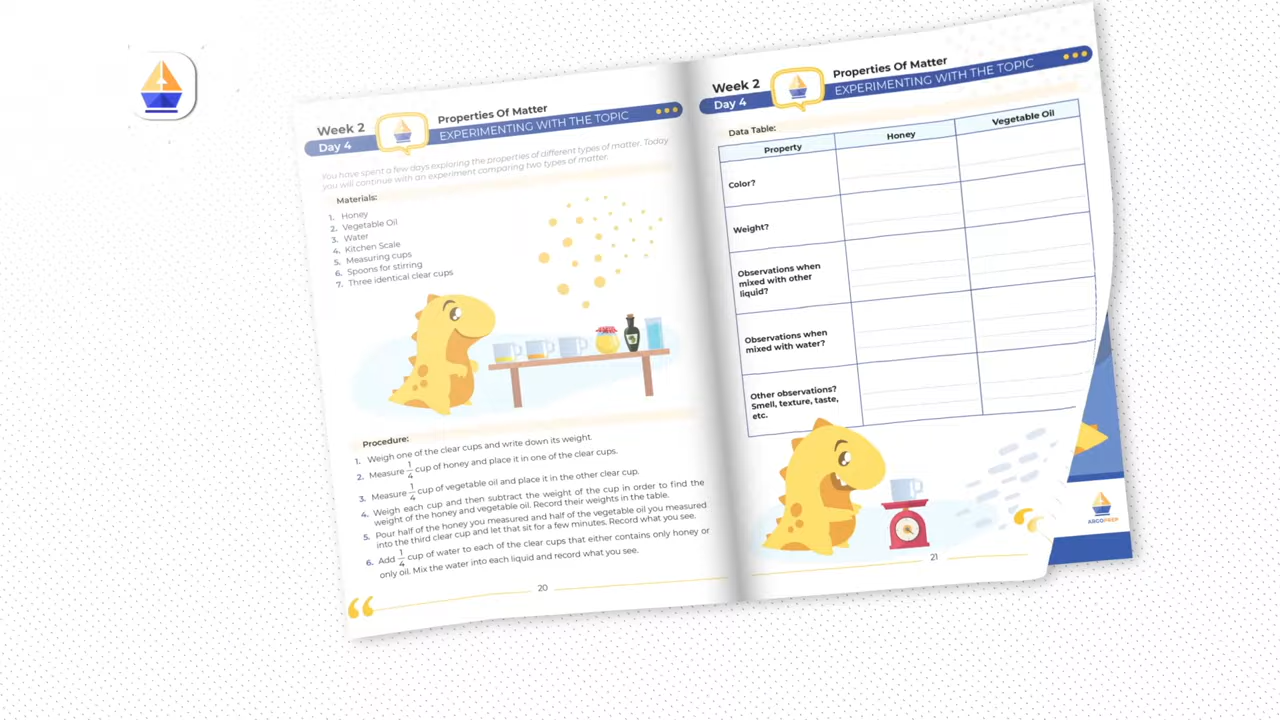 Week 2
Day 4
Properties Of Matter
EXPERIMENTING WITH THE TOPIC
You have spent a few days exploring the properties of different types of matter. Today
you will continue with an experiment comparing two types of matter.
Materials:
1. Honey
2. Vegetable Oil
3. Water
4. Kitchen Scale
5. Measuring cups
6. Spoons for stirring
7. Three identical clear cups
Procedure:
1. Weigh one of the clear cups and write down its weight.
2. Measure 1/4 cup of honey and place it in one of the clear cups.
3. Measure 1/4 cup of vegetable oil and place it in the other clear cup.
4. Weigh each cup and then subtract the weight of the cup in order to find the
weight of the honey and vegetable oil. Record their weights in the table.
5. Pour half of the honey you measured and half of the vegetable oil you measured
into the third clear cup and let that sit for a few minutes. Record what you see.
6. Add 1/4 cup of water to each of the clear cups that either contains only honey or
only oil. Mix the water into each liquid and record what you see.
20
Week 2
Day 4
Properties Of Matter
EXPERIMENTING WITH THE TOPIC
Data Table:
Property
Honey
Vegetable Oil
Color?
Weight?
Observations when
mixed with other
liquid?
Observations when
mixed with water?
Other observations?
Smell, texture, taste,
etc.
21
ARGOPREP